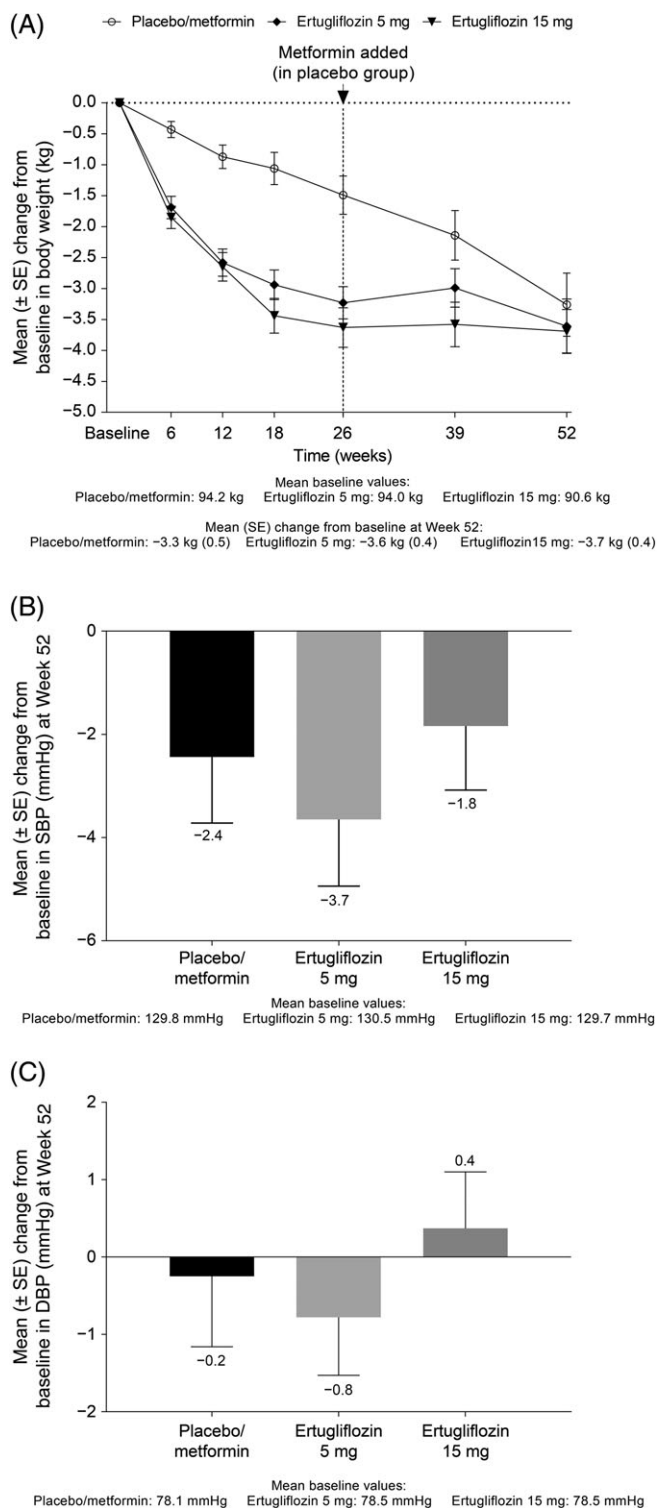 (A)
Placebo/metformin Ertugliflozin 5 mg Ertugliflozin 15 mg
Metformin added
(in placebo group)
Mean (± SE) change from
baseline in body weight (kg)
0.0
−0.5
−1.0
−1.5
−2.0
−2.5
−3.0
−3.5
−4.0
−4.5
−5.0
Baseline 6 12 18 26 39 52
Time (weeks)
Mean baseline values:
Placebo/metformin: 94.2 kg Ertugliflozin 5 mg: 94.0 kg Ertugliflozin 15 mg: 90.6 kg
Mean (SE) change from baseline at Week 52:
Placebo/metformin: −3.3 kg (0.5) Ertugliflozin 5 mg: −3.6 kg (0.4) Ertugliflozin15 mg: −3.7 kg (0.4)
(B)
Mean (± SE) change from
baseline in SBP (mmHg) at Week 52
0
−2
−4
−6
−2.4
−3.7
−1.8
Placebo/ Ertugliflozin Ertugliflozin
metformin 5 mg 15 mg
Mean baseline values:
Placebo/metformin: 129.8 mmHg Ertugliflozin 5 mg: 130.5 mmHg Ertugliflozin 15 mg: 129.7 mmHg
(C)
Mean (± SE) change from
baseline in DBP (mmHg) at Week 52
2
1
0
−1
−2
−0.2
−0.8
0.4
Placebo/ Ertugliflozin Ertugliflozin
metformin 5 mg 15 mg
Mean baseline values:
Placebo/metformin: 78.1 mmHg Ertugliflozin 5 mg: 78.5 mmHg Ertugliflozin 15 mg: 78.5 mmHg